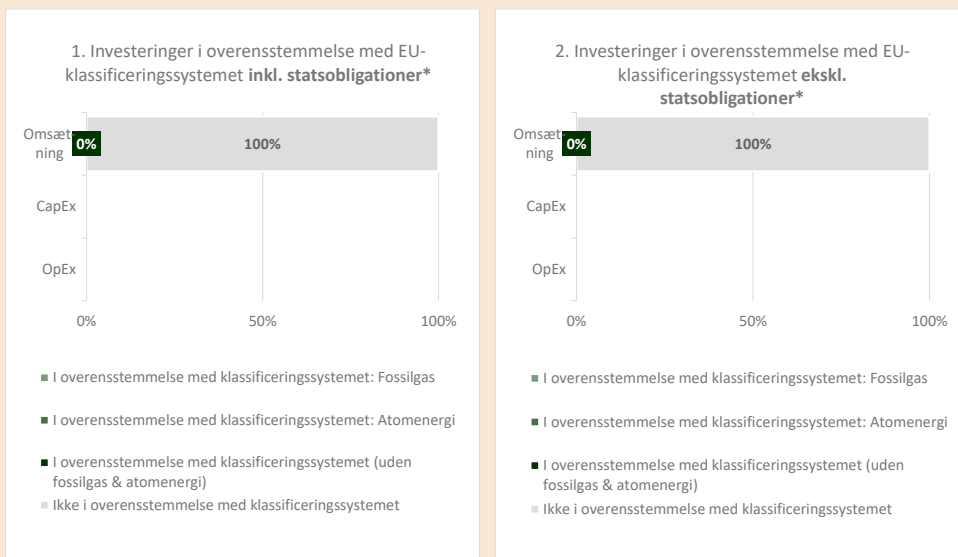 1. Investeringer i overensstemmelse med EU-
klassificeringssystemet inkl. statsobligationer*
Omsæt-
ning
0%
100%
CapEx
OpEx
0%
50%
100%
I overensstemmelse med klassificeringssystemet: Fossilgas
I overensstemmelse med klassificeringssystemet: Atomenergi
I overensstemmelse med klassificeringssystemet (uden
fossilgas & atomenergi)
Ikke i overensstemmelse med klassificeringssystemet
2. Investeringer i overensstemmelse med EU-
klassificeringssystemet ekskl.
statsobligationer*
Omsæt-
ning
0%
100%
CapEx
OpEx
0%
50%
100%
I overensstemmelse med klassificeringssystemet: Fossilgas
I overensstemmelse med klassificeringssystemet: Atomenergi
I overensstemmelse med klassificeringssystemet (uden
fossilgas & atomenergi)
Ikke i overensstemmelse med klassificeringssystemet